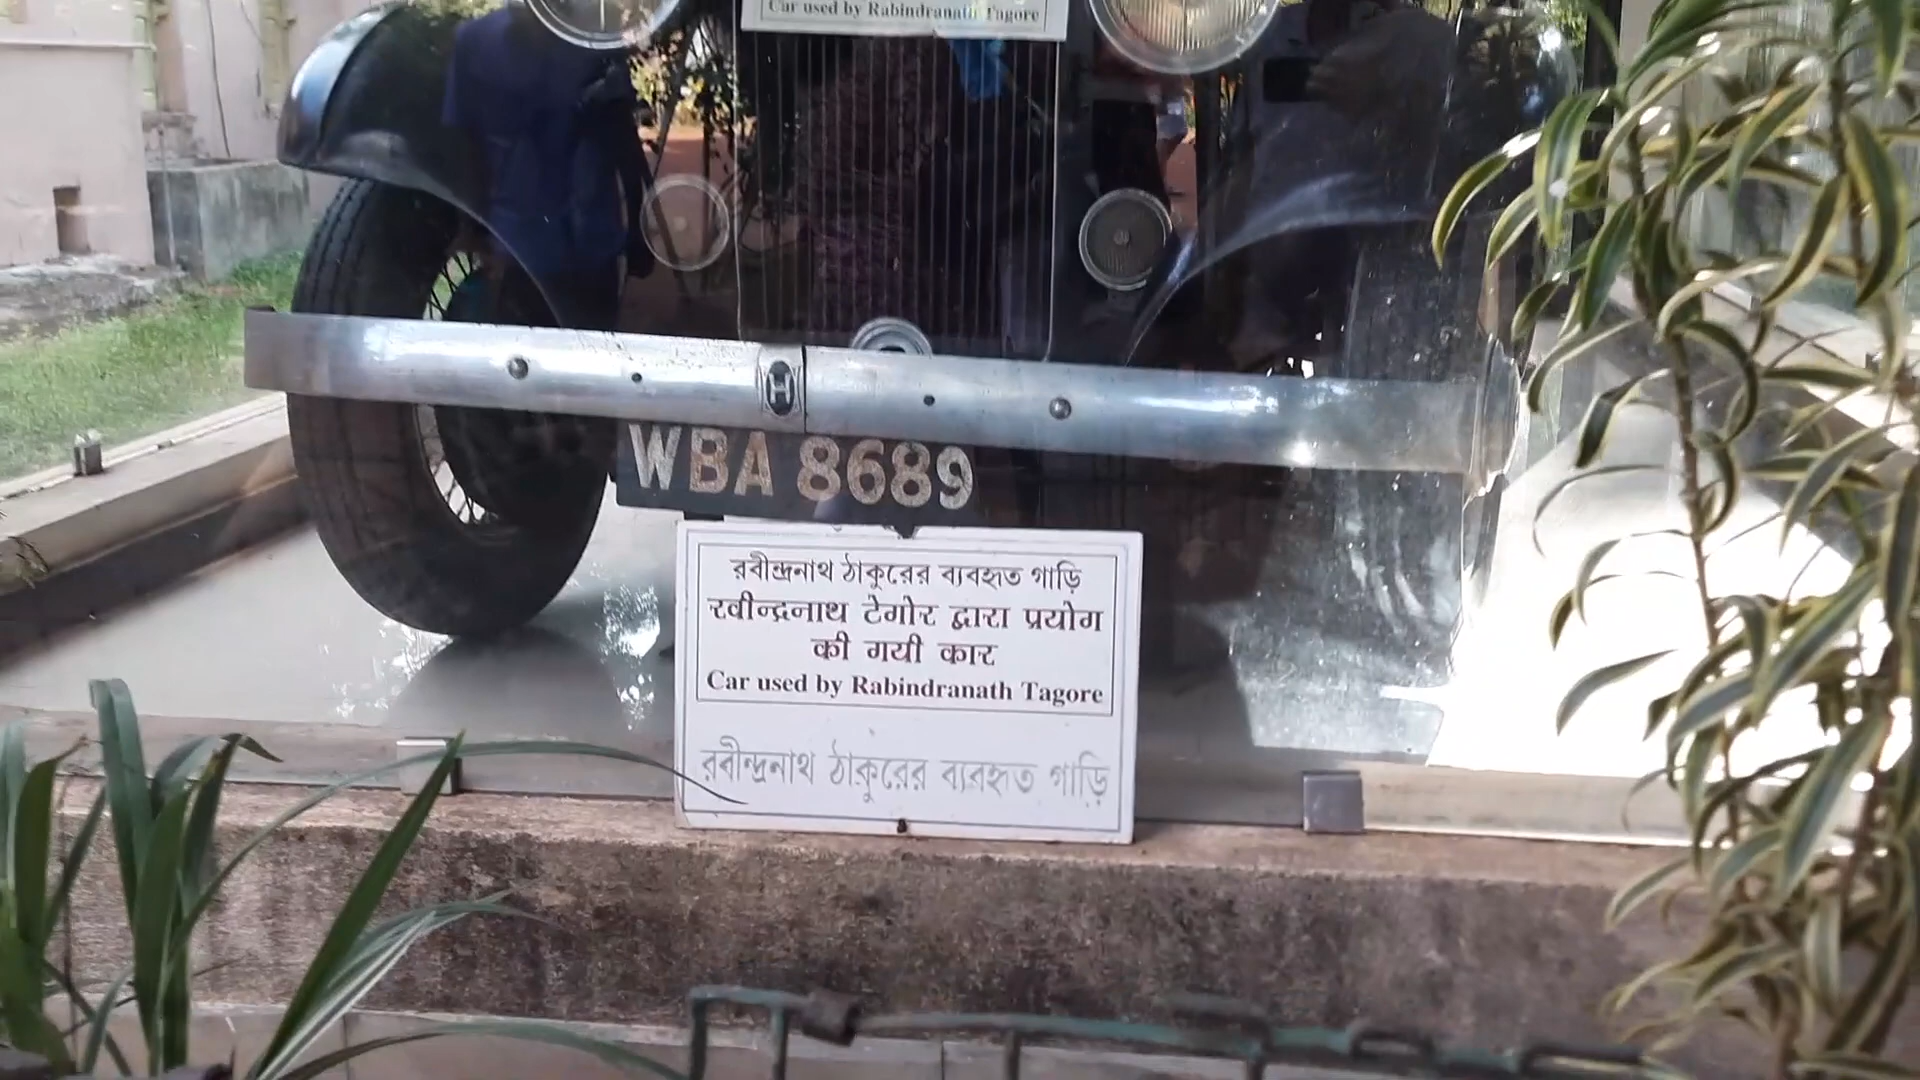 Car used by Rabindranath Tagore
H
WBA 8689
রবীন্দ্রনাথ ঠাকুরের ব্যবহৃত গাড়ি
रवीन्द्रनाथ टेगोर द्वारा प्रयोग
की गयी कार
Car used by Rabindranath Tagore
রবীন্দ্রনাথ ঠাকুরের ব্যবহৃত গাড়ি